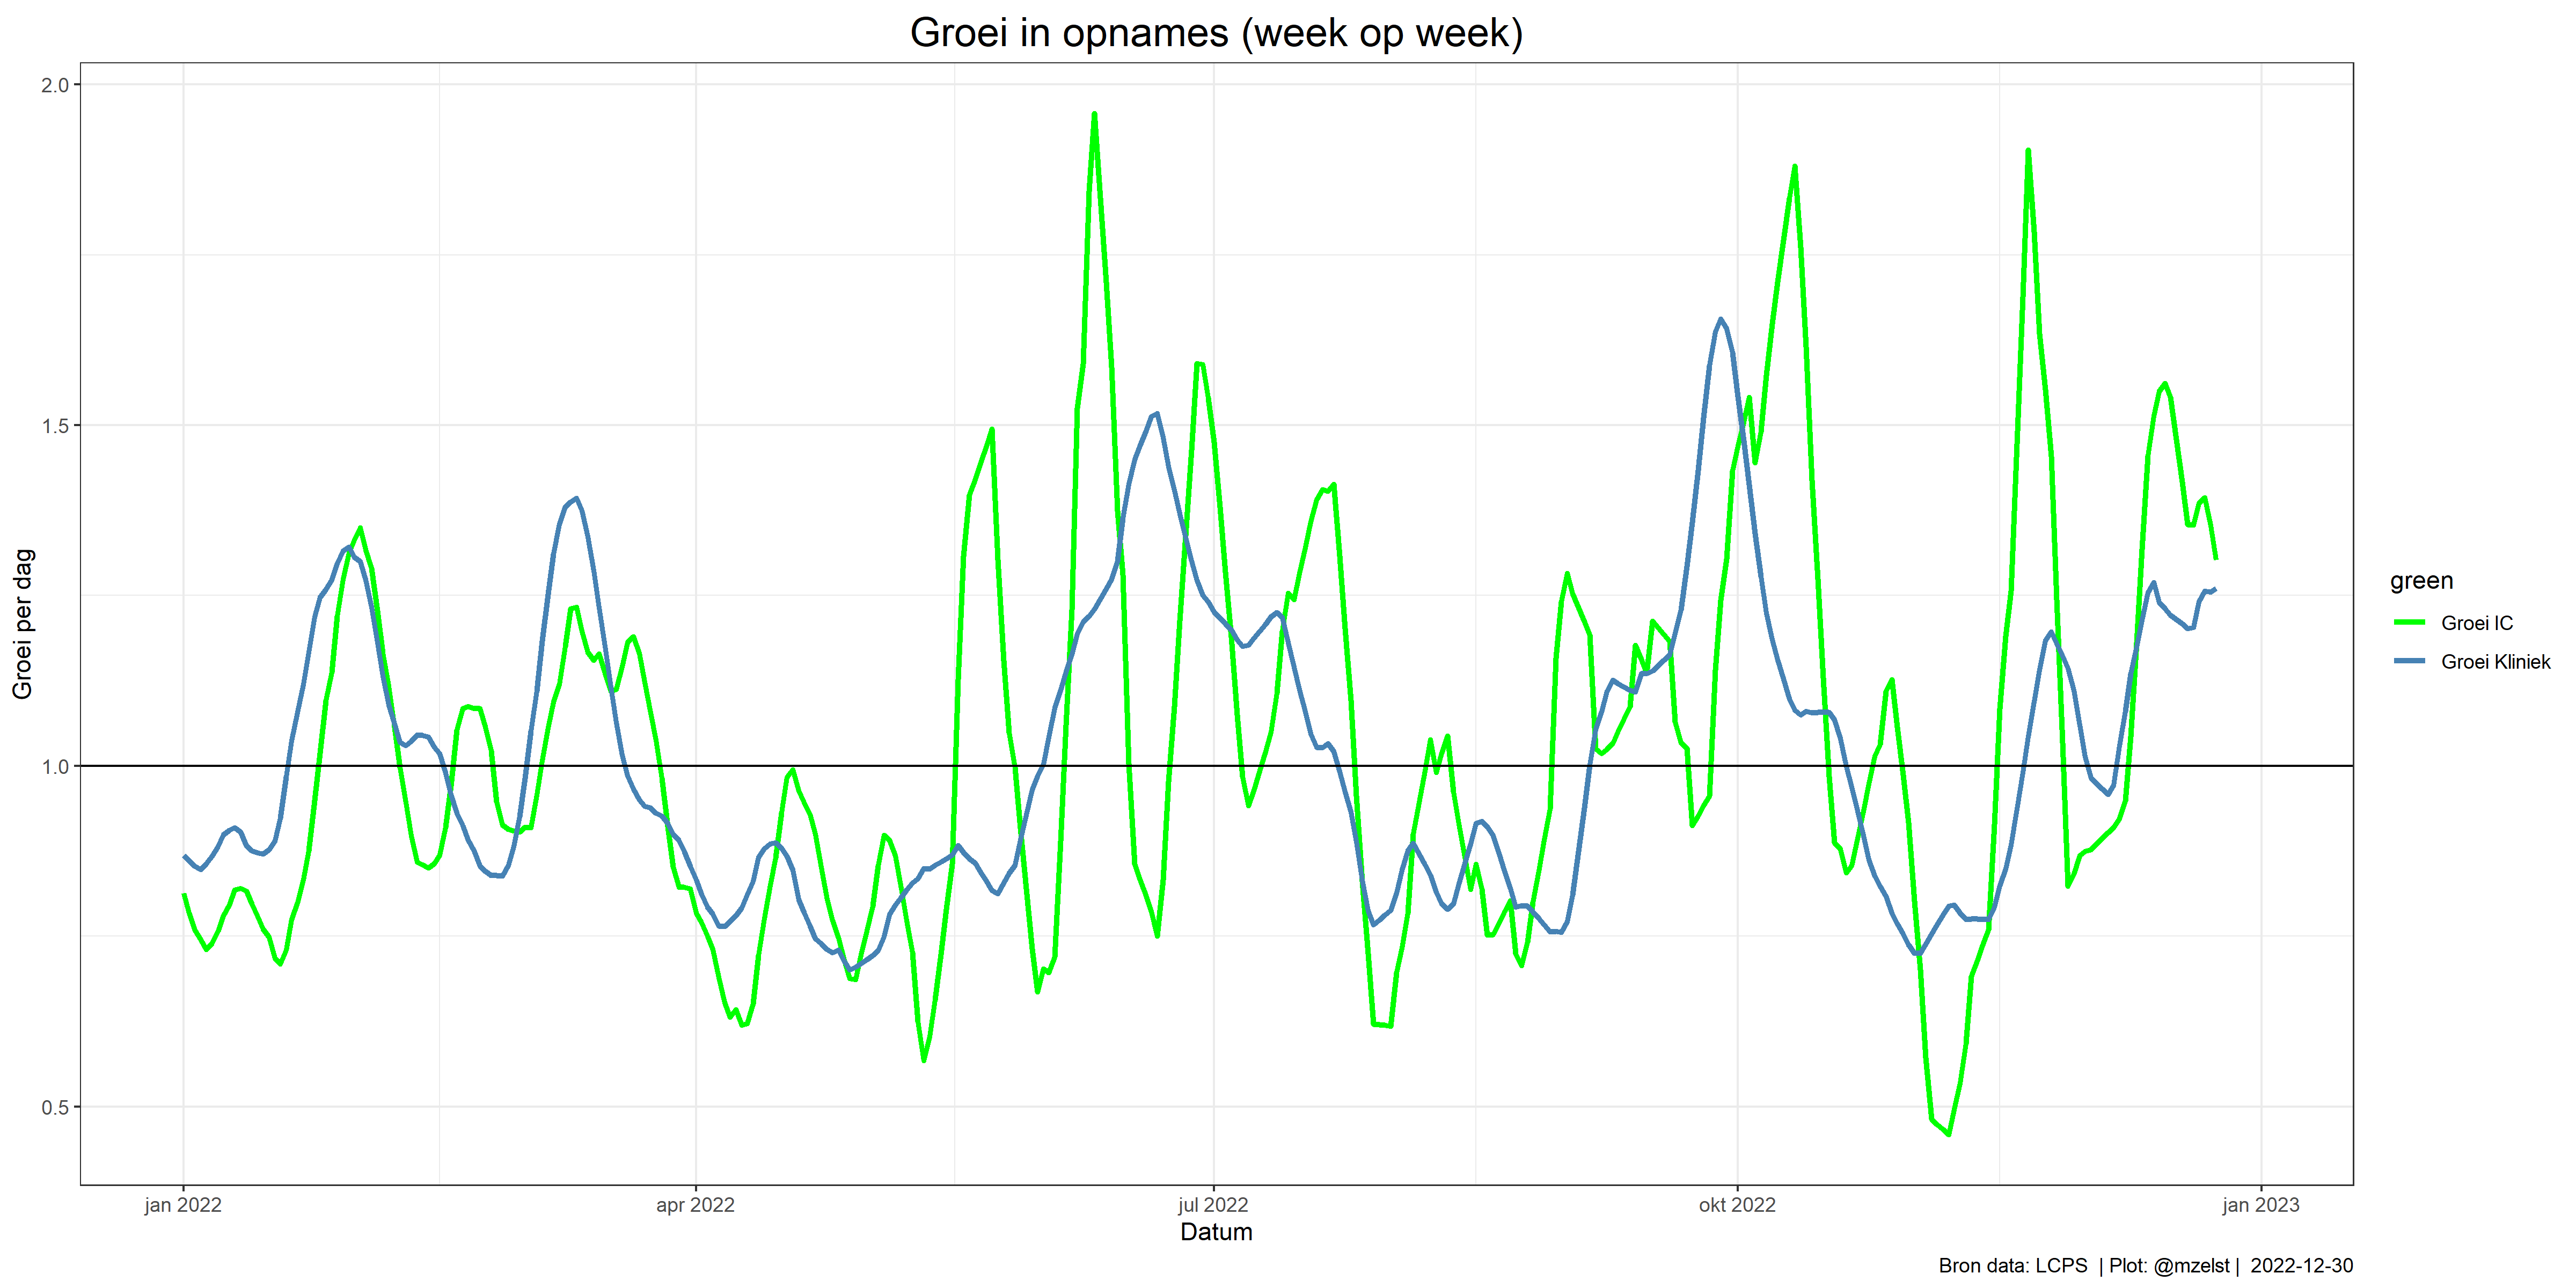 Groei in opnames (week op week)
Groei per dag
2.0
1.5
1.0
0.5
jan 2022
apr 2022
jul 2022
okt 2022
jan 2023
Datum
green
Groei IC
Groei Kliniek
Bron data: LCPS | Plot: @mzelst | 2022-12-30